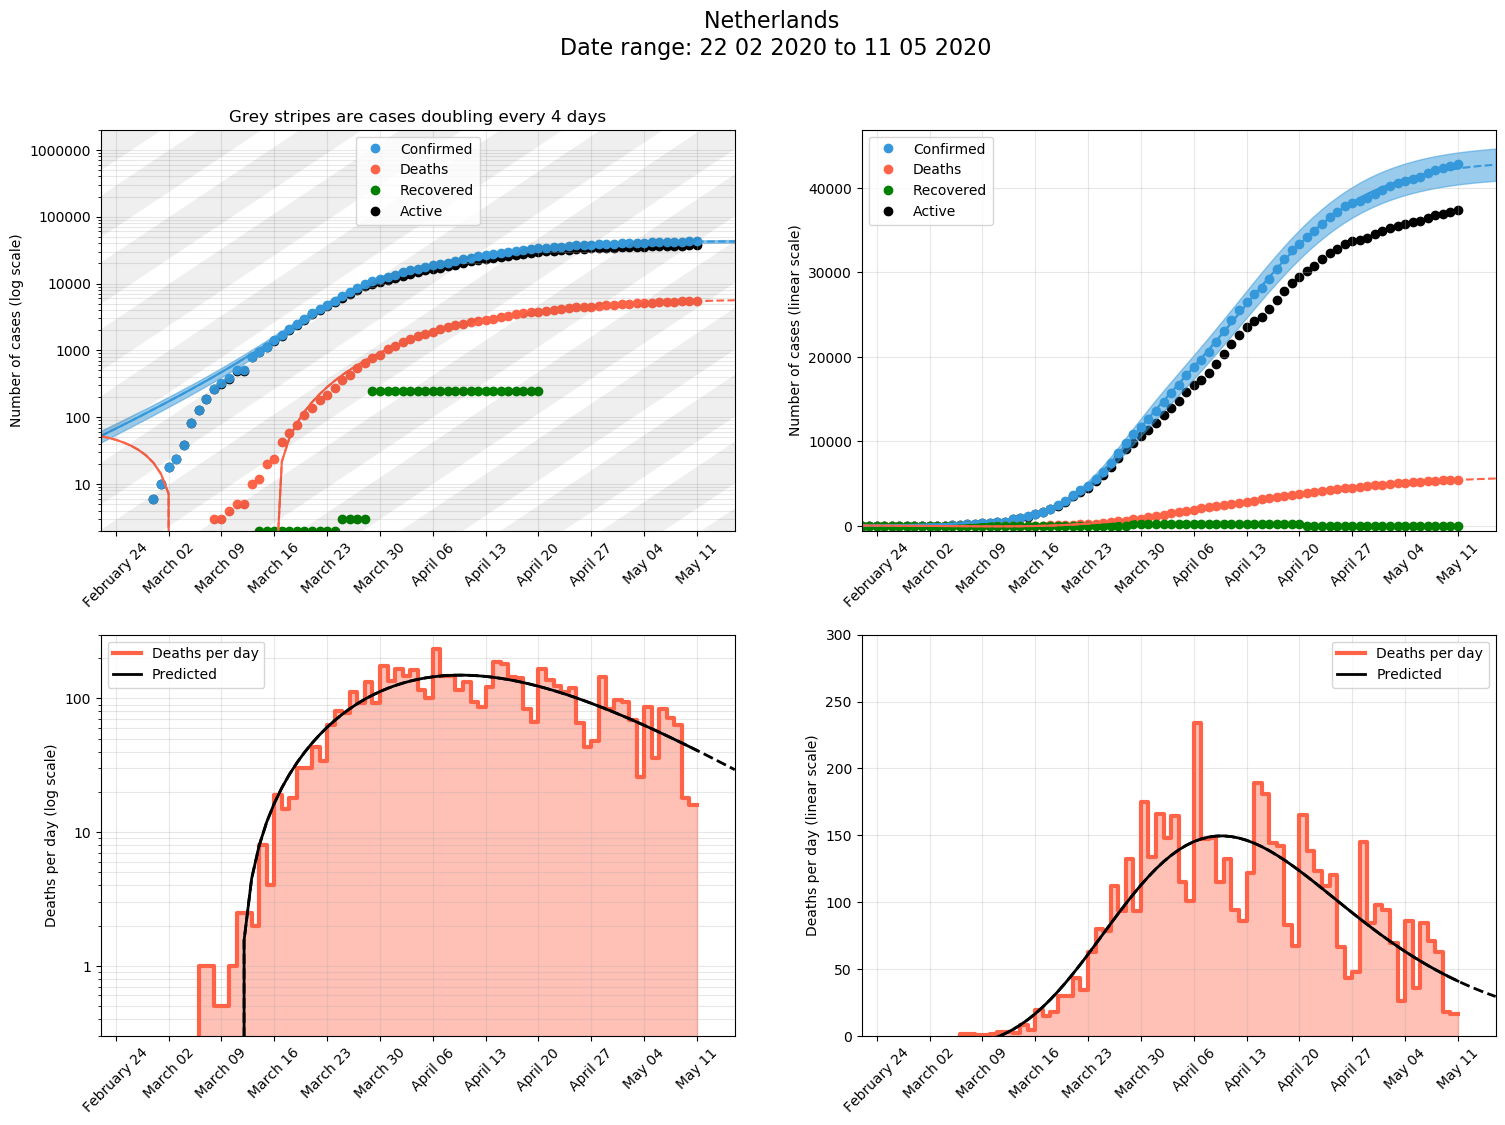 Netherlands
Date range: 22 02 2020 to 11 05 2020
Grey stripes are cases doubling every 4 days
Number of cases (log scale)
1000000
100000
10000
1000
100
10
Confirmed
Deaths
Recovered
Active
February 24
March 02
March 09
March 16
March 23
March 30
April 06
April 13
April 20
April 27
May 04
May 11
Number of cases (linear scale)
40000
30000
20000
10000
0
Confirmed
Deaths
Recovered
Active
February 24
March 02
March 09
March 16
March 23
March 30
April 06
April 13
April 20
April 27
May 04
May 11
Deaths per day (log scale)
100
10
1
Deaths per day
Predicted
February 24
March 02
March 09
March 16
March 23
March 30
April 06
April 13
April 20
April 27
May 04
May 11
Deaths per day (linear scale)
300
250
200
150
100
50
0
Deaths per day
Predicted
February 24
March 02
March 09
March 16
March 23
March 30
April 06
April 13
April 20
April 27
May 04
May 11